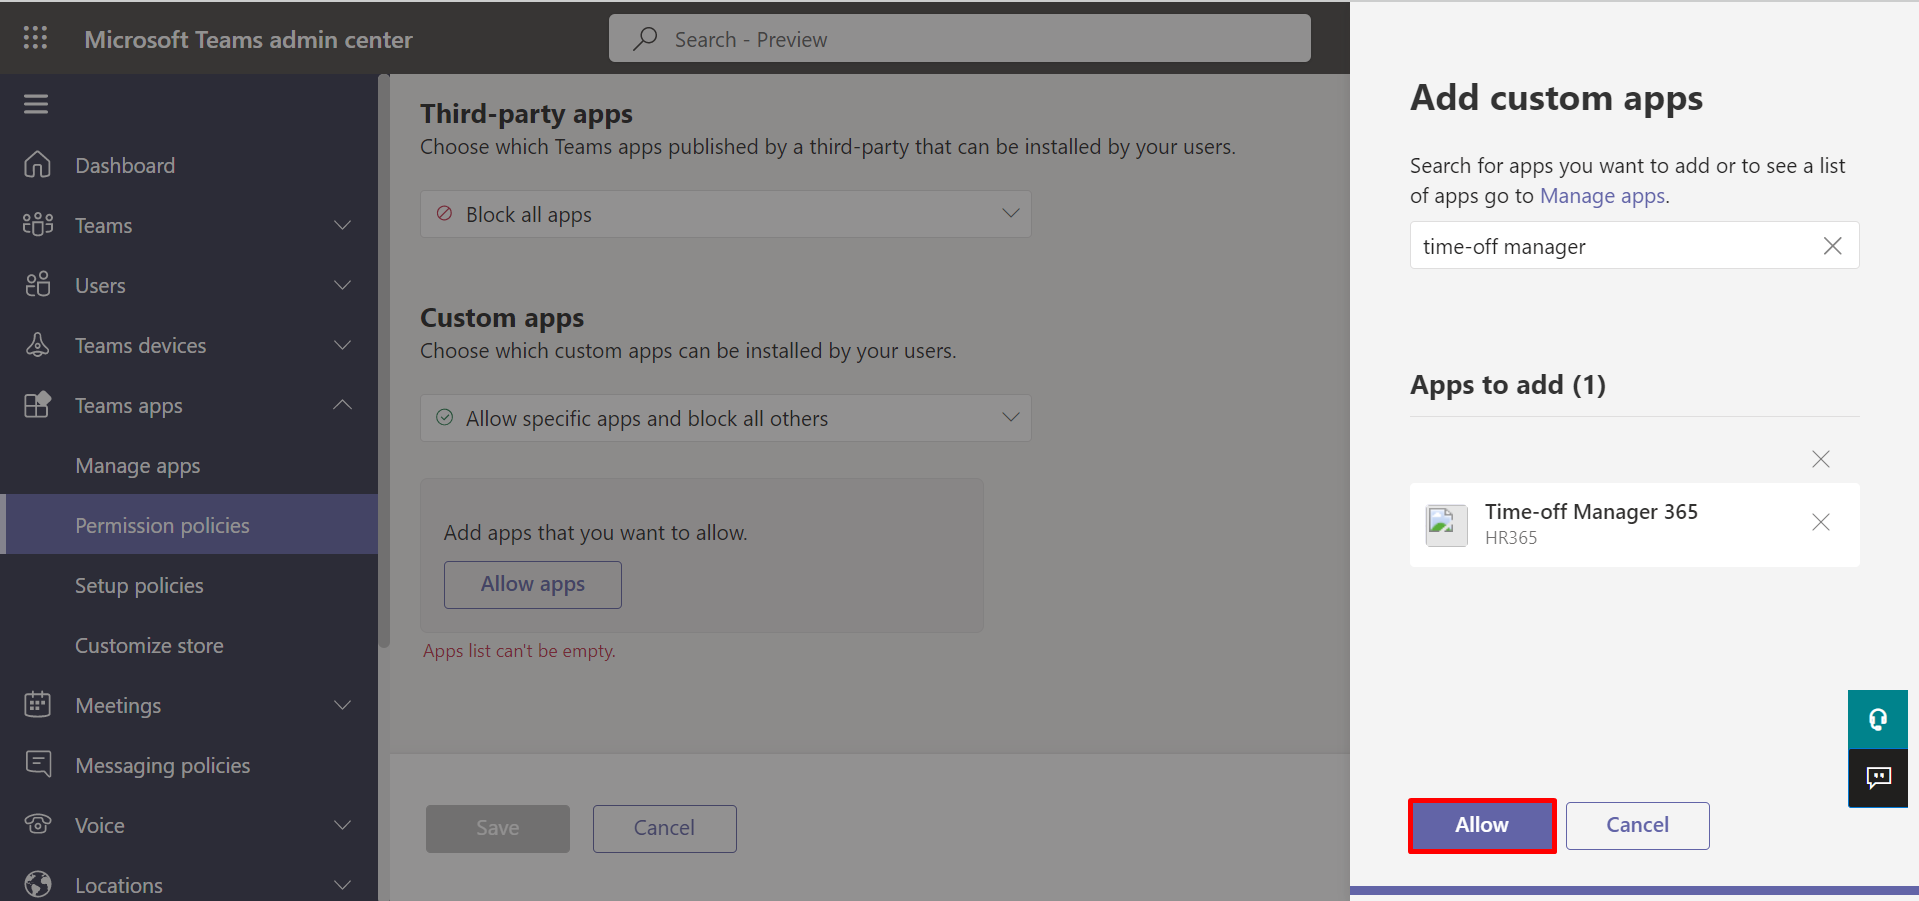 Microsoft Teams admin center
Search - Preview
Dashboard
Teams
Users
Teams devices
Teams apps
Manage apps
Permission policies
Setup policies
Customize store
Meetings
Messaging policies
Voice
Locations
Third-party apps
Choose which Teams apps published by a third-party that can be installed by your users.
Block all apps
Custom apps
Choose which custom apps can be installed by your users.
Allow specific apps and block all others
Add apps that you want to allow.
Allow apps
Apps list can't be empty.
Save
Cancel
Add custom apps
Search for apps you want to add or to see a list
of apps go to Manage apps.
time-off manager
Apps to add (1)
Time-off Manager 365
HR365
Allow
Cancel